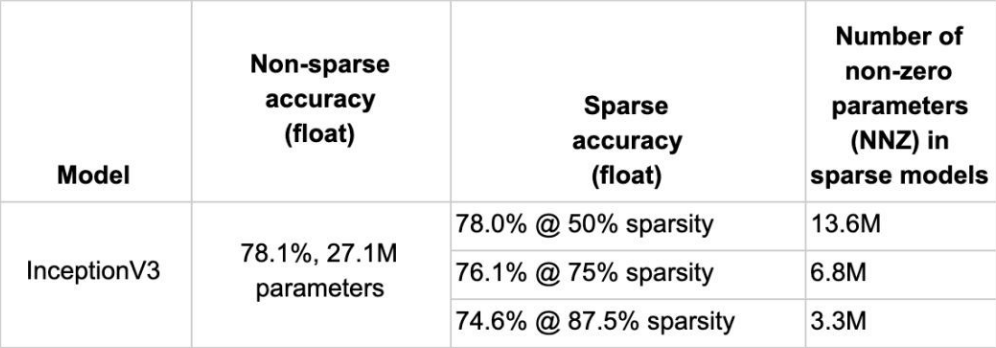 Model
Non-sparse
accuracy
(float)
Sparse
accuracy
(float)
Number of
non-zero
parameters
(NNZ) in
sparse models
InceptionV3
78.1%, 27.1M
parameters
78.0% @ 50% sparsity
13.6M
76.1% @ 75% sparsity
6.8M
74.6% @ 87.5% sparsity
3.3M